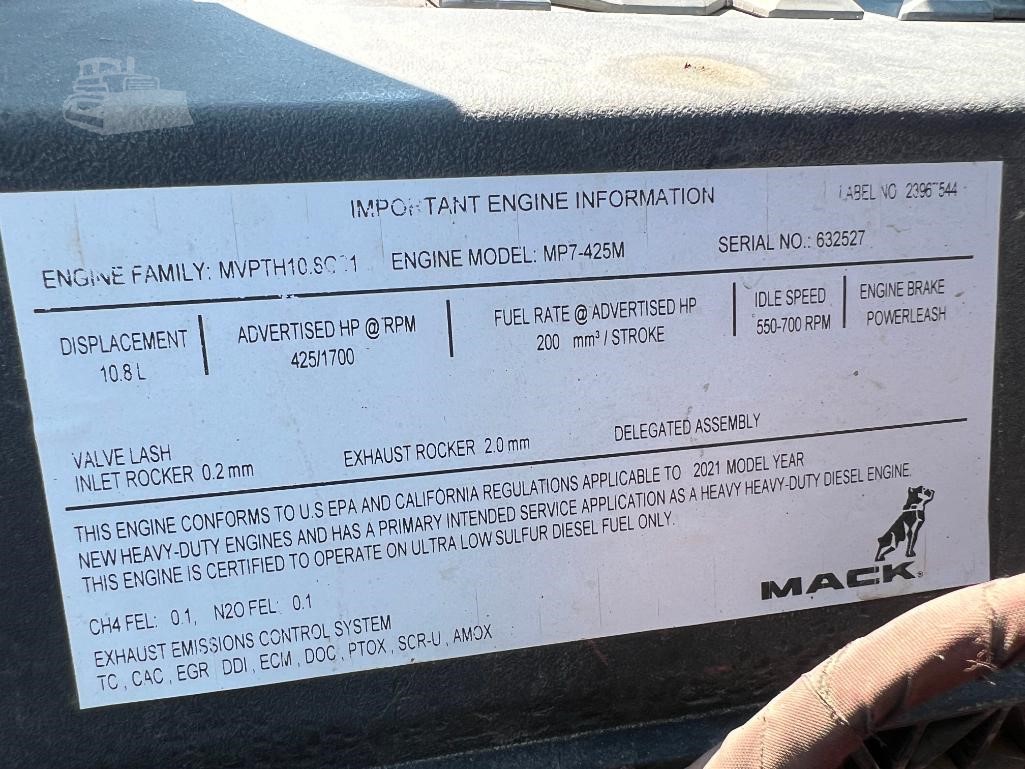 IMPORTANT ENGINE INFORMATION
LABEL NO
ENGINE FAMILY: ENGINE MODEL: MP7-425M SERIAL NO.: 632527
DISPLACEMENT
10.8 L
ADVERTISED HP @ RPM
425/1700
FUEL RATE @ ADVERTISED HP
200 mm³ / STROKE
IDLE SPEED
550-700 RPM
ENGINE BRAKE
POWERLEASH
VALVE LASH
INLET ROCKER 0.2 mm
EXHAUST ROCKER 2.0 mm
DELEGATED ASSEMBLY
THIS ENGINE CONFORMS TO U.S EPA AND CALIFORNIA REGULATIONS APPLICABLE TO 2021 MODEL YEAR
NEW HEAVY-DUTY ENGINES AND HAS A PRIMARY INTENDED SERVICE APPLICATION AS A HEAVY HEAVY-DUTY DIESEL ENGINE.
THIS ENGINE IS CERTIFIED TO OPERATE ON ULTRA LOW SULFUR DIESEL FUEL ONLY.
CH4 FEL: 0.1, N2O FEL: 0.1
EXHAUST EMISSIONS CONTROL SYSTEM
TC , CAC , EGR DDI , ECM , DOC , PTOX , SCR-U , AMOX
MACK